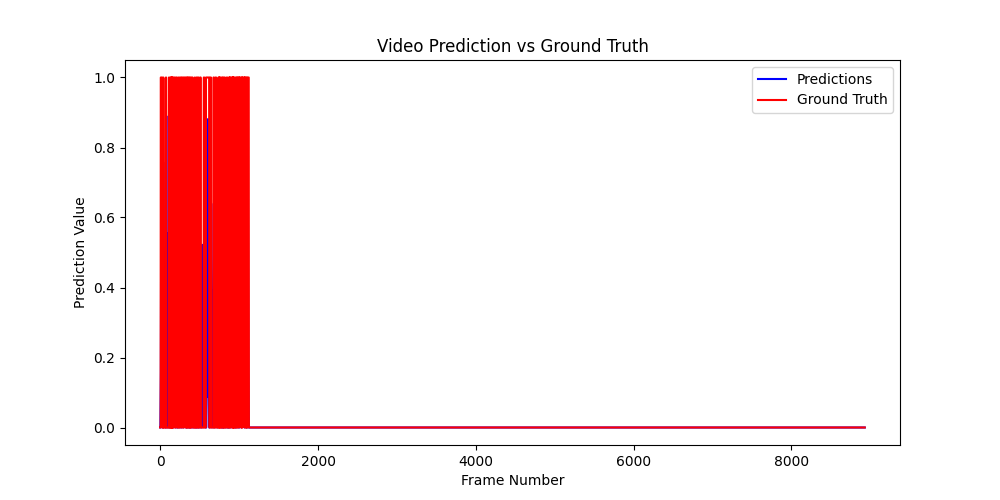 Video Prediction vs Ground Truth
Predictions
Ground Truth
Prediction Value
1.0
0.8
0.6
0.4
0.2
0.0
0 2000 4000 6000 8000
Frame Number